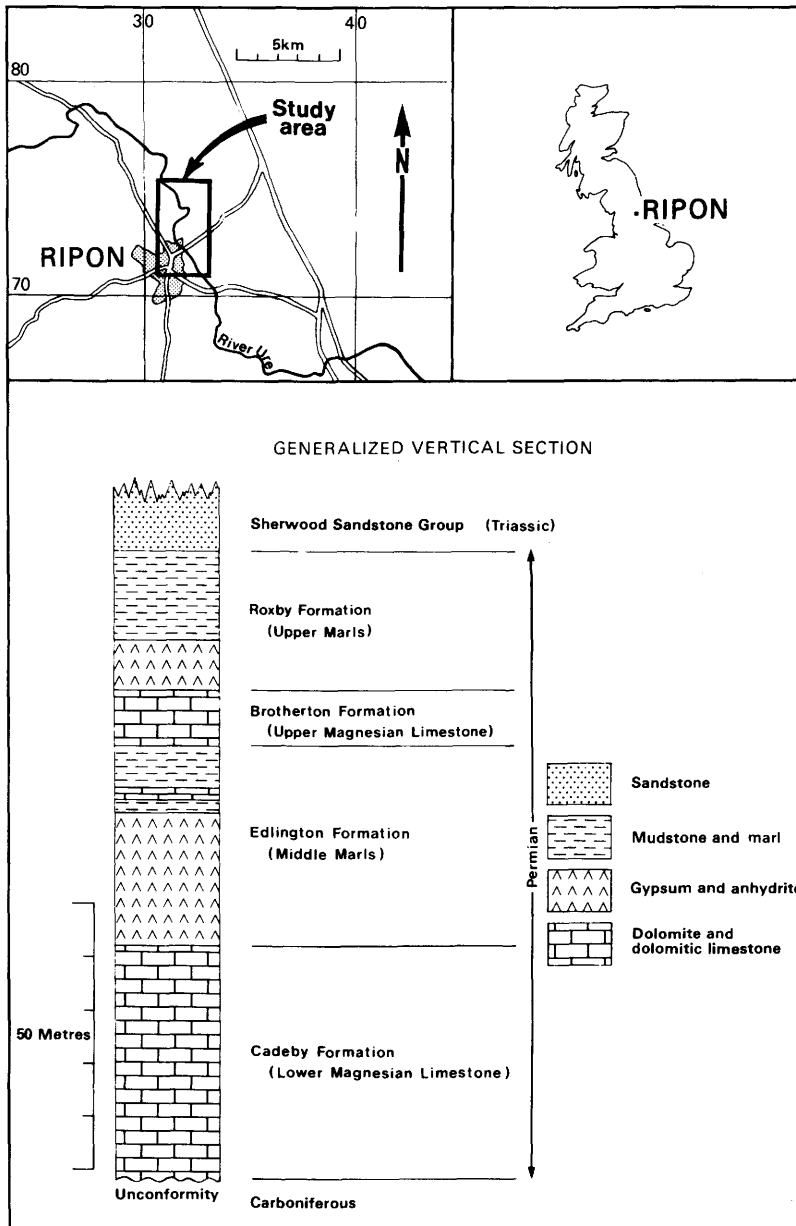 30
40
5km
80
Study
area
N
RIPON
70
River Ure
RIPON
GENERALIZED VERTICAL SECTION
Sherwood Sandstone Group (Triassic)
Roxby Formation
(Upper Marls)
Brotherton Formation
(Upper Magnesian Limestone)
Edlington Formation
(Middle Marls)
Permian
Sandstone
Mudstone and marl
Gypsum and anhydrite
Dolomite and
dolomitic limestone
50 Metres
Cadeby Formation
(Lower Magnesian Limestone)
Unconformity
Carboniferous